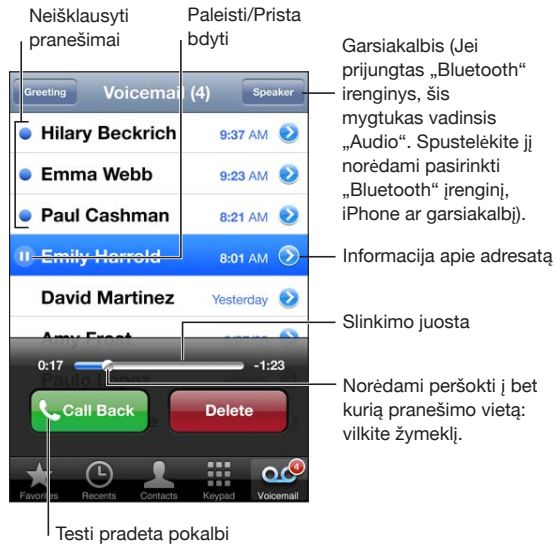 Neišklausyti
pranešimai
Paleisti/Prista
bdyti
Garsiakalbis (Jei
prijungtas „Bluetooth“
irenginys, šis
mygtukas vadinsis
„Audio“. Spustelėkite jį
norėdami pasirinkti
„Bluetooth“ įrenginį,
iPhone ar garsiakalbį).
Greeting
Voicemail (4)
Speaker
Hilary Beckrich
9:37 AM
Emma Webb
9:23 AM
Paul Cashman
8:21 AM
Emily Harrold
8:01 AM
Informacija apie adresatą
David Martinez
Yesterday
Amy Frost
Slinkimo juosta
0:17
-1:23
Norėdami peršokti į bet
kurią pranešimo vietą:
vilkite žymeklį.
Call Back
Delete
4
Favorites
Recents
Contacts
Keypad
Voicemail
Testi pradeta pokalbi